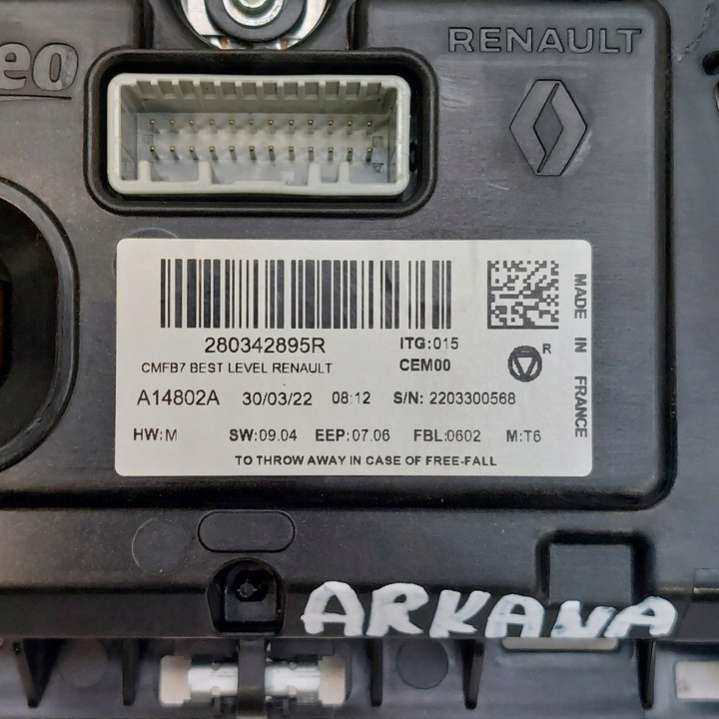 eo
RENAULT
280342895R
ITG:015
CMFB7 BEST LEVEL RENAULT
CEM00
R
A14802A 30/03/22 08:12 S/N: 2203300568
HW:M SW:09.04 EEP:07.06 FBL:0602 M:T6
TO THROW AWAY IN CASE OF FREE-FALL
MADE IN FRANCE
ARKANA